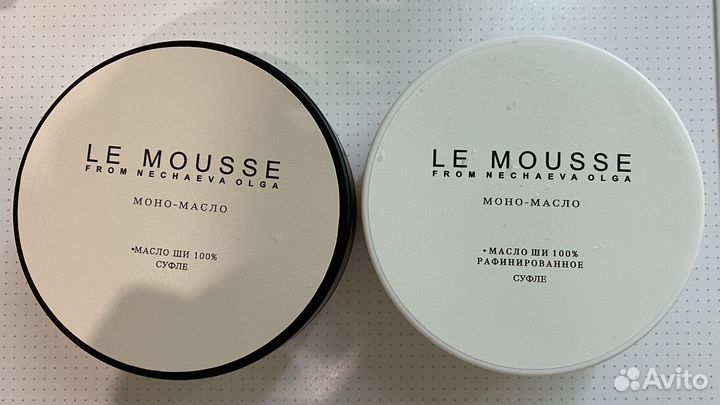 LE MOUSSE
FROM NECHAEVA OLGA
МОНО-МАСЛО
•МАСЛО ШИ 100%
СУФЛЕ
LE MOUSSE
FROM NECHAEVA OLGA
МОНО-МАСЛО
• МАСЛО ШИ 100%
РАФИНИРОВАННОЕ
СУФЛЕ
Avito